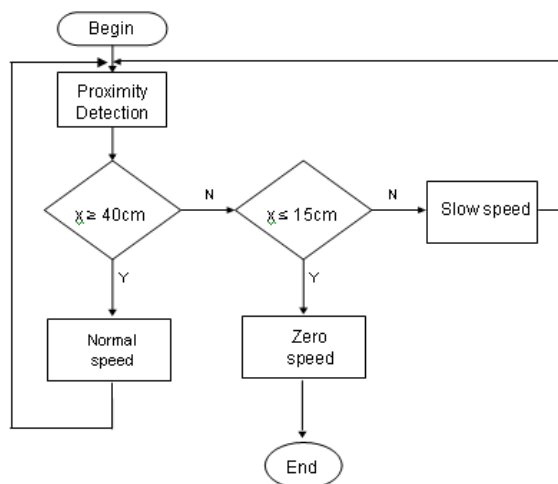 Begin
Proximity
Detection
x ≥ 40cm
N
x ≤ 15cm
N
Slow speed
Y
Y
Normal
speed
Zero
speed
End